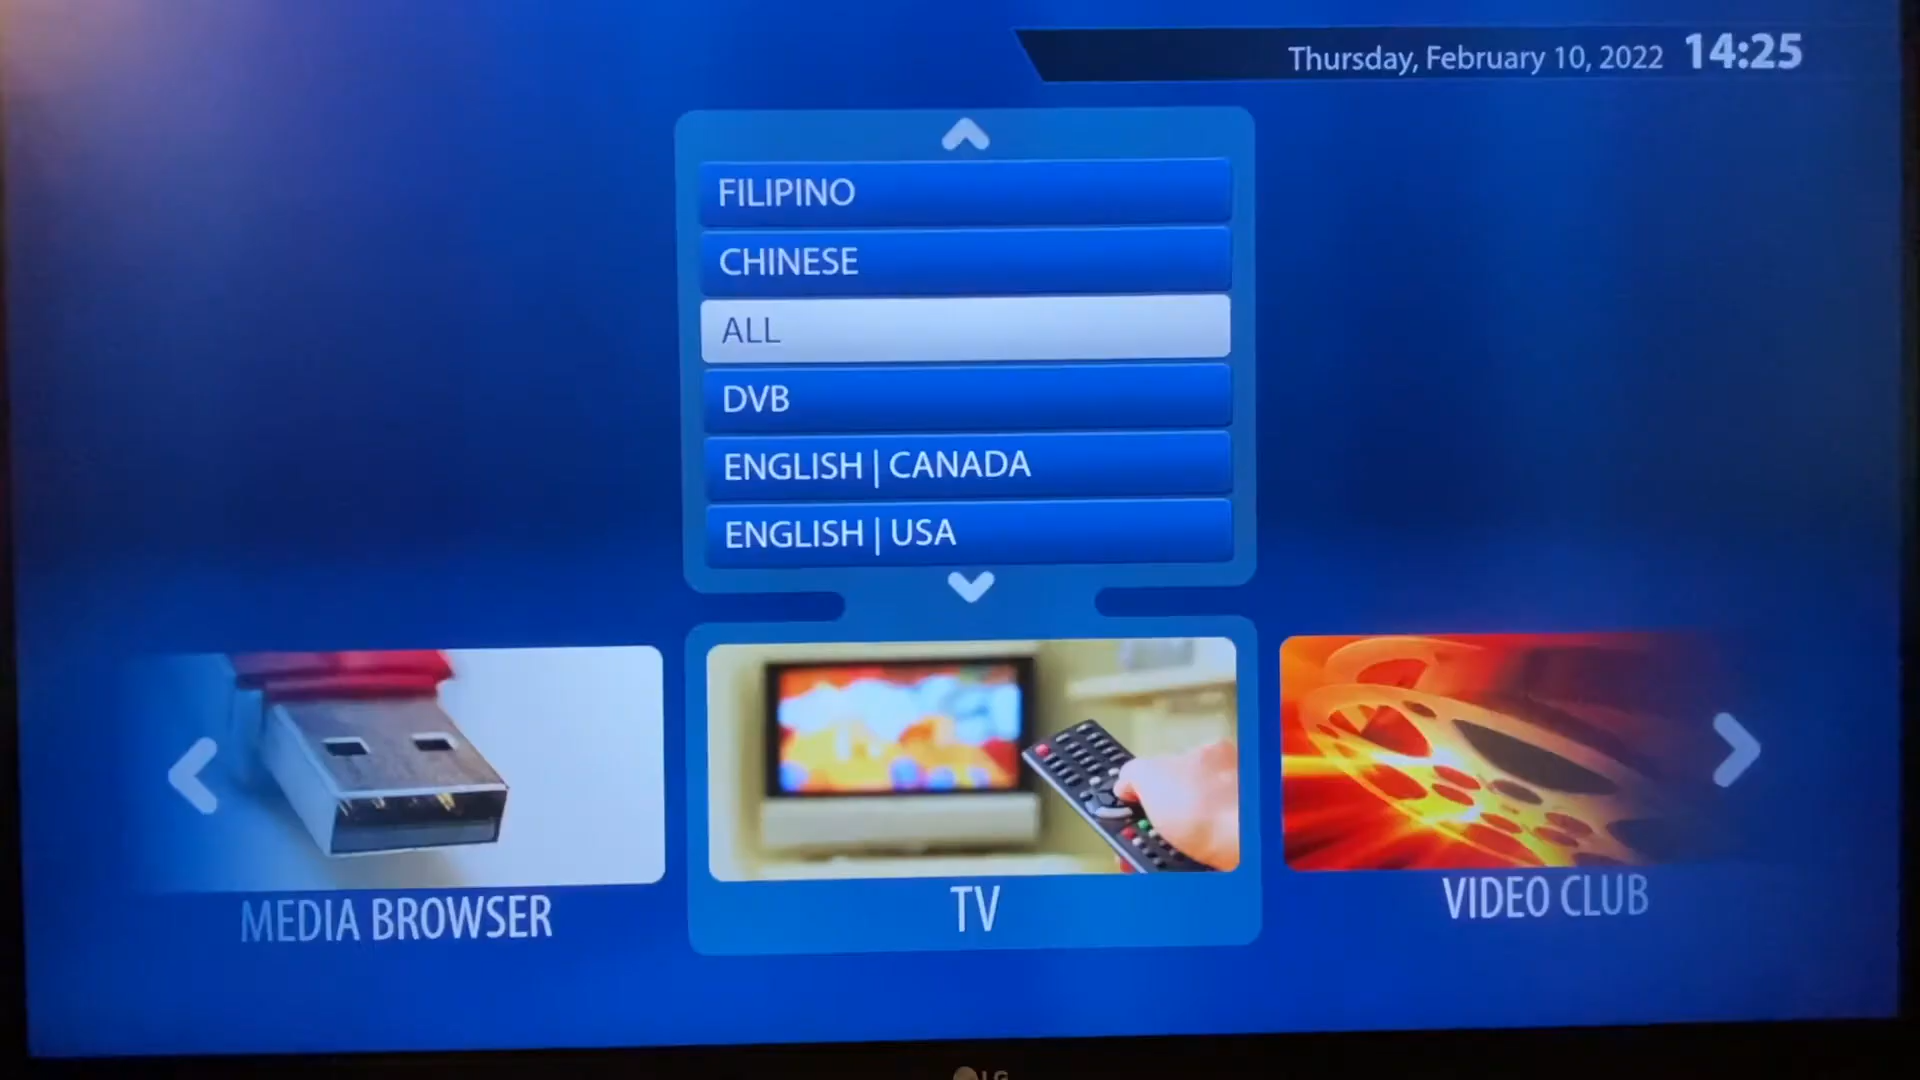 Thursday, February 10, 2022 14:25
FILIPINO
CHINESE
ALL
DVB
ENGLISH | CANADA
ENGLISH | USA
MEDIA BROWSER
TV
VIDEO CLUB
LG